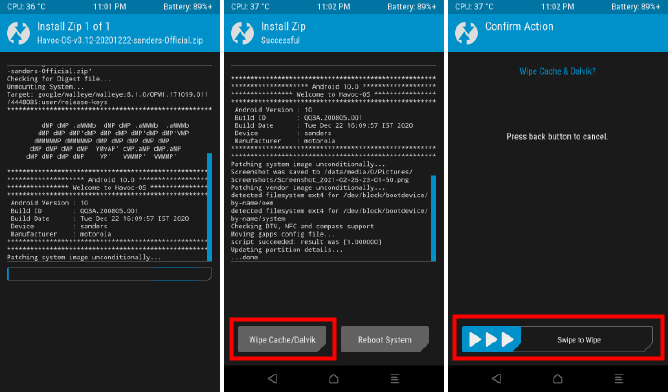 CPU: 36 °C 11:01 PM Battery: 89%+
Install Zip 1 of 1
Havoc-OS-v3.12-20201222-sanders-Official.zip
-sanders-Official.zip'
Checking for Digest file...
Unmounting System...
Target: google/walleye/walleye:8.1.0/OPM1.171019.011
/4448085:user/release-keys
**************************************************
dMP dMP .aMMMb dMP dMP .aMMMb .aMMMb
******************** Android 10.0 ****************
**************** Welcome to Havoc-OS *************
**************************************************
Android Version : 10
Build ID : QQ3A.200805.001
Build Date : Tue Dec 22 16:09:57 IST 2020
Device : sanders
Manufacturer : motorola
**************************************************
Patching system image unconditionally...
CPU: 37 °C 11:02 PM Battery: 89%+
Install Zip
Successful
**************************************************
******************** Android 10.0 ****************
**************** Welcome to Havoc-OS *************
**************************************************
Android Version : 10
Build ID : QQ3A.200805.001
Build Date : Tue Dec 22 16:09:57 IST 2020
Device : sanders
Manufacturer : motorola
**************************************************
Patching system image unconditionally...
Screenshot was saved to /data/media/0/Pictures/
Screenshots/Screenshot_2021-02-26-23-01-50.png
Patching vendor image unconditionally...
detected filesystem ext4 for /dev/block/bootdevice/
by-name/oem
detected filesystem ext4 for /dev/block/bootdevice/
by-name/system
Checking DTV, NFC and compass support
Moving gapps config file...
script succeeded: result was [1.000000]
Updating partition details...
...done
Wipe Cache/Dalvik
Reboot System
CPU: 37 °C 11:02 PM Battery: 89%+
Confirm Action
Wipe Cache & Dalvik?
Press back button to cancel.
Swipe to Wipe